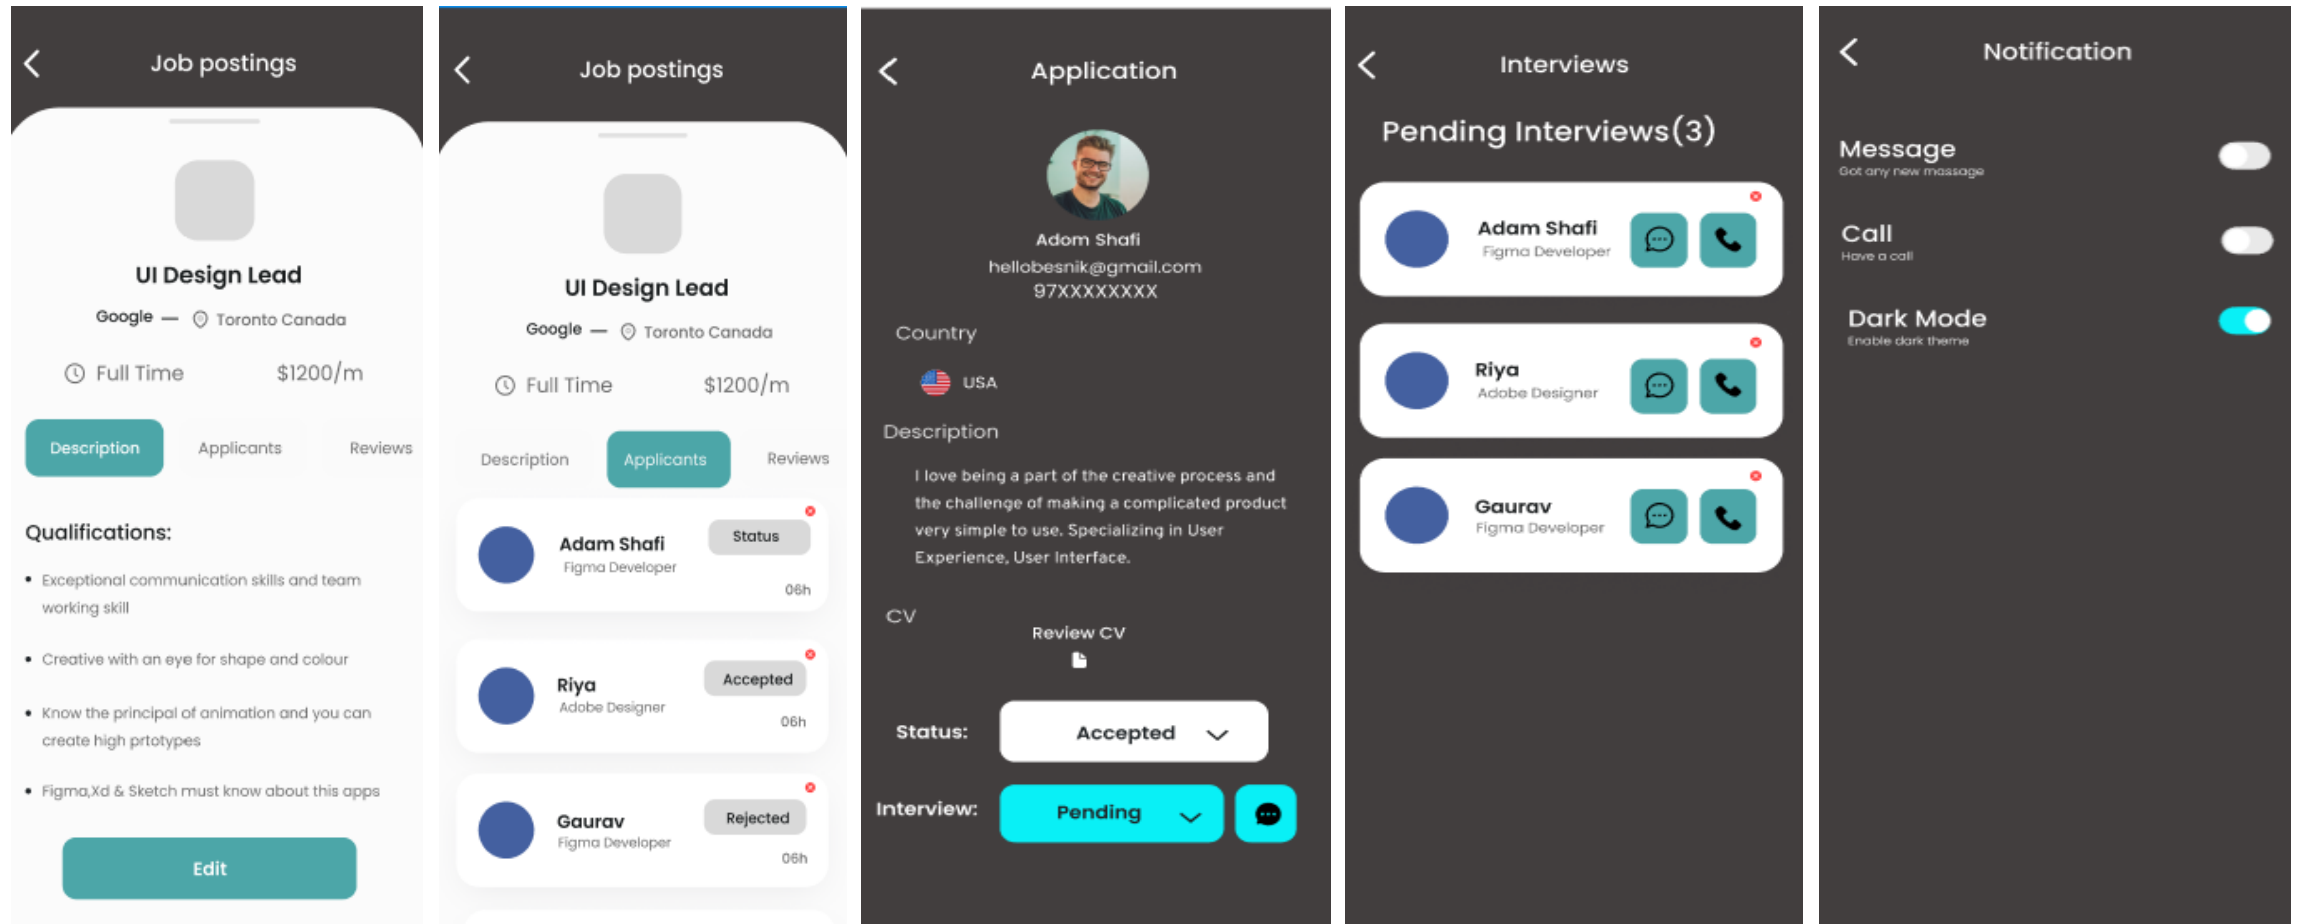 Job postings
UI Design Lead
Google — Toronto Canada
Full Time $1200/m
Description Applicants Reviews
Qualifications:
• Exceptional communication skills and team
working skill
• Creative with an eye for shape and colour
• Know the principal of animation and you can
create high prtotypes
• Figma,Xd & Sketch must know about this apps
Edit
Job postings
UI Design Lead
Google — Toronto Canada
Full Time $1200/m
Description Applicants Reviews
Adam Shafi Status
Figma Developer
06h
Riya Accepted
Adobe Designer
06h
Gaurav Rejected
Figma Developer
06h
Application
Adom Shafi
hellobesnik@gmail.com
97XXXXXXXX
Country
USA
Description
I love being a part of the creative process and
the challenge of making a complicated product
very simple to use. Specializing in User
Experience, User Interface.
CV
Review CV
Status: Accepted
Interview: Pending
Interviews
Pending Interviews(3)
Adam Shafi
Figma Developer
Riya
Adobe Designer
Gaurav
Figma Developer
Notification
Message
Got any new massage
Call
Have a call
Dark Mode
Enable dark theme